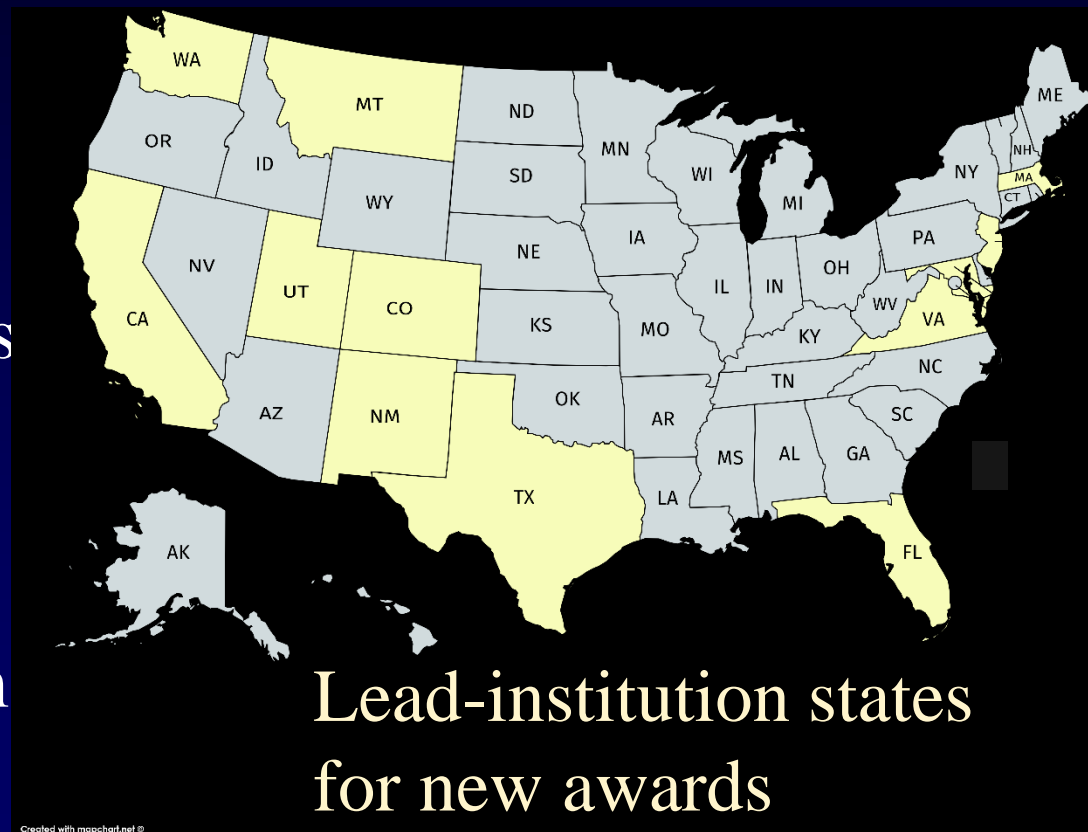 WA
MT
ND
ME
OR
ID
MN
NH
SD
WI
NY
MA
WY
MI
CT
IA
PA
NE
NV
OH
UT
IL
IN
CO
WV
CA
KS
MO
VA
KY
NC
TN
OK
AZ
NM
AR
SC
MS
AL
GA
TX
LA
AK
FL
s
Lead-institution states
for new awards
Created with mapchart.net ©